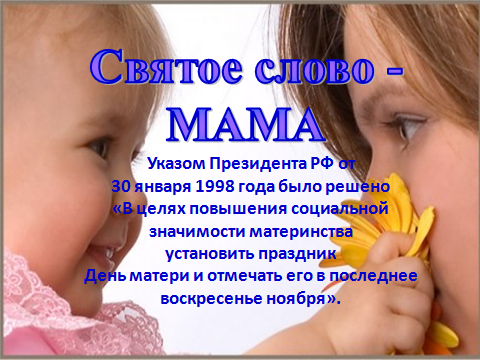 Святое слово -
МАМА
Указом Президента РФ от
30 января 1998 года было решено
«В целях повышения социальной
значимости материнства
установить праздник
День матери и отмечать его в последнее
воскресенье ноября».